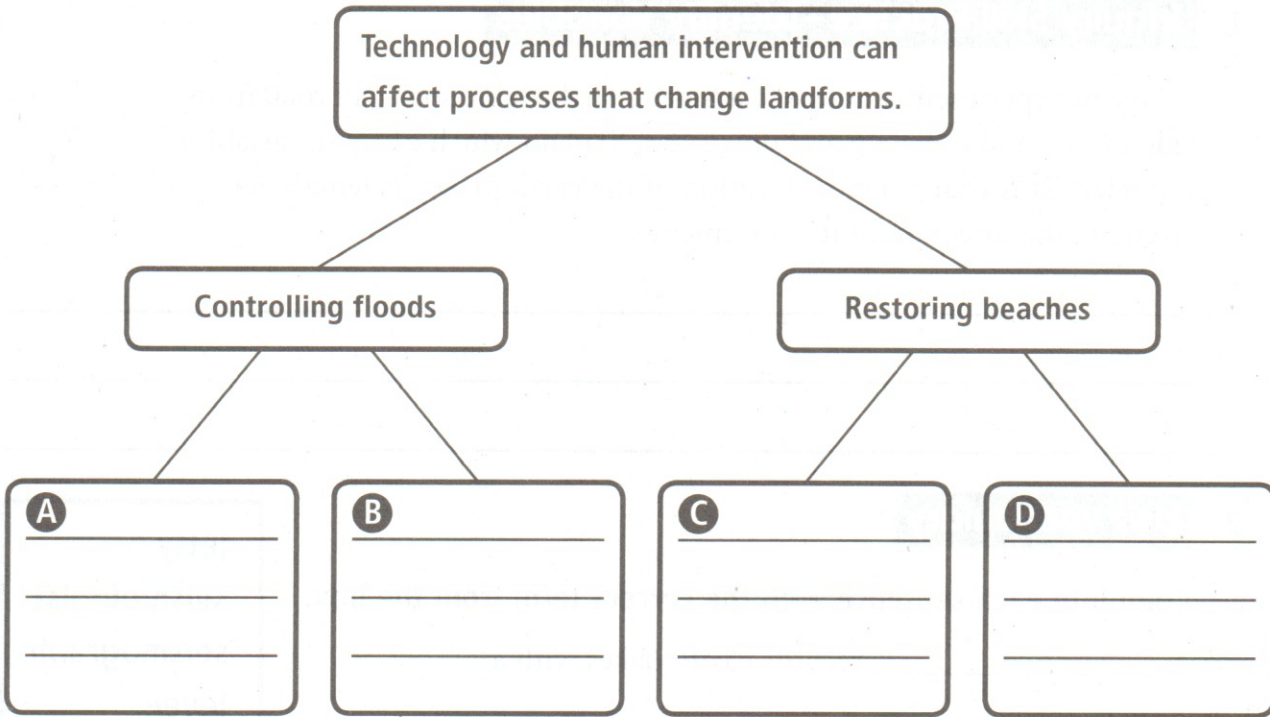 Technology and human intervention can
affect processes that change landforms.
Controlling floods
Restoring beaches
A
B
C
D